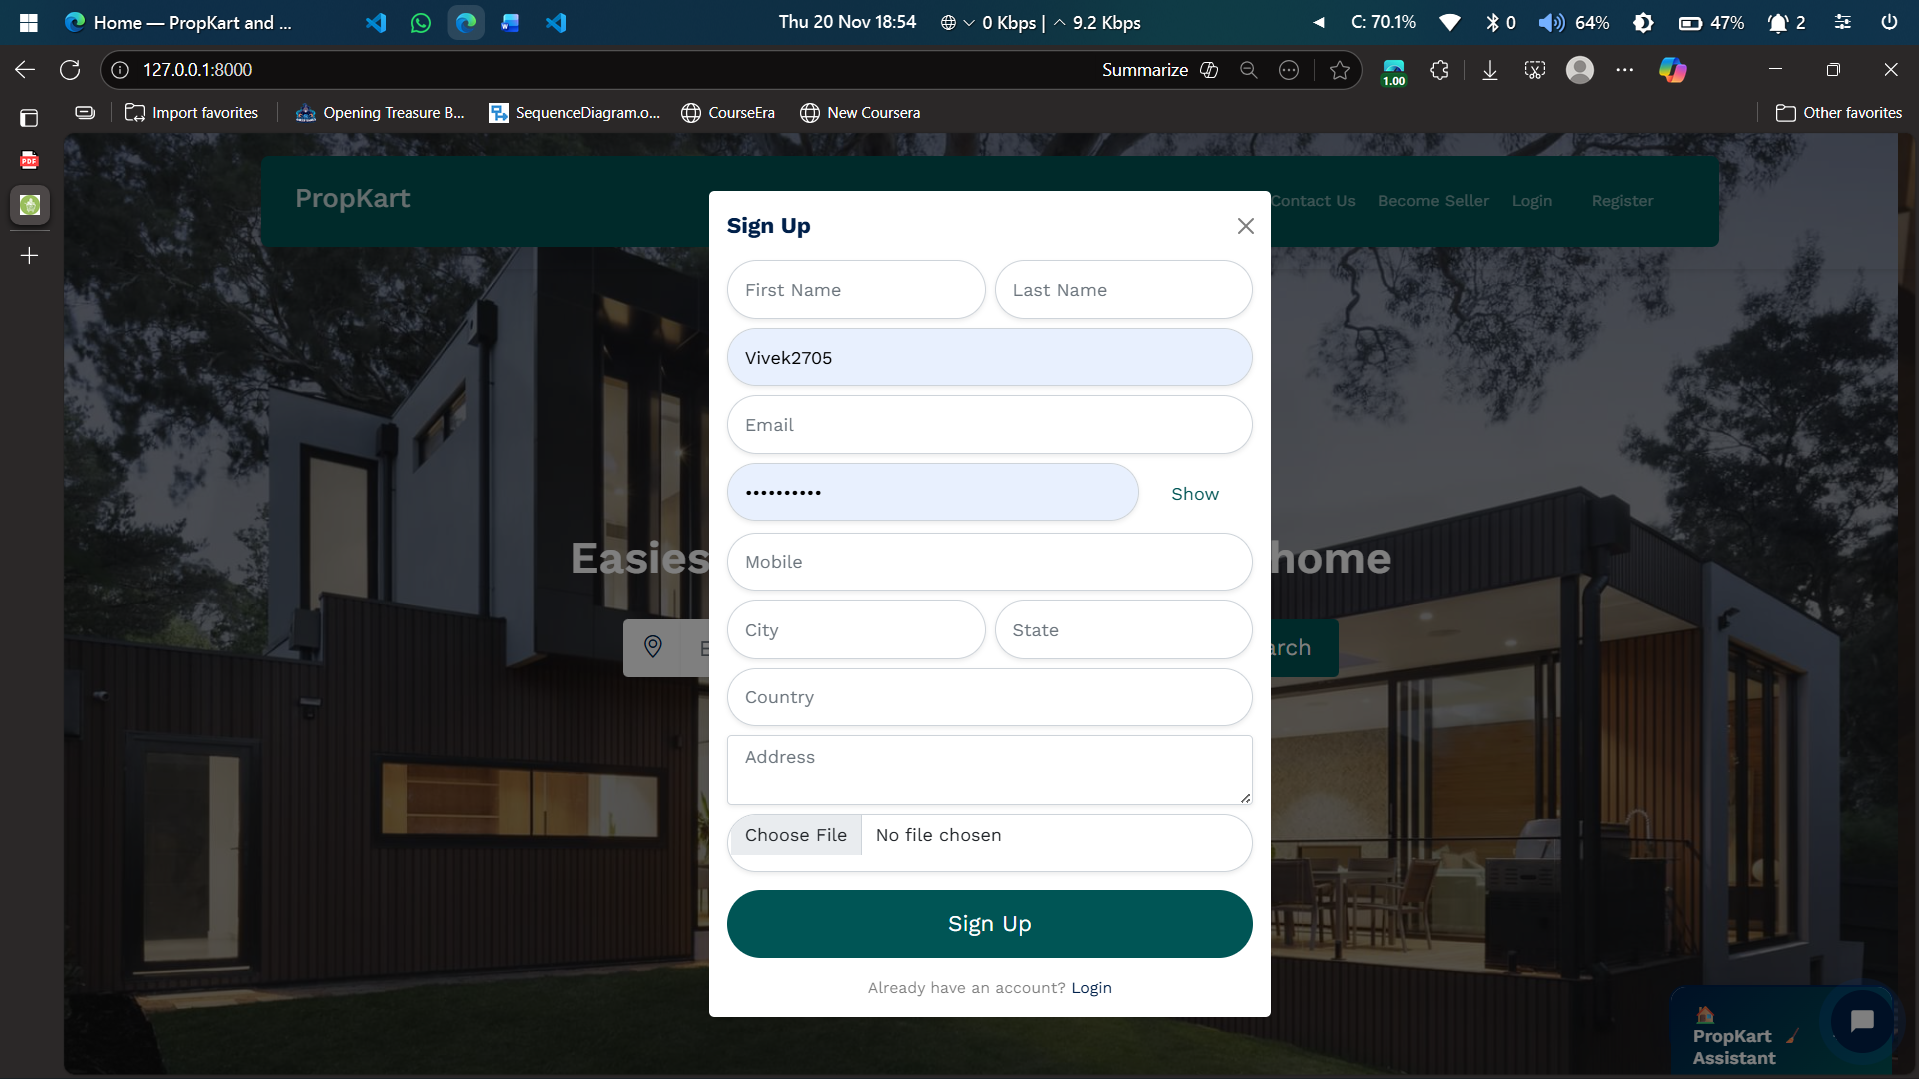 Home — PropKart and ...
Thu 20 Nov 18:54
0 Kbps | 9.2 Kbps
C: 70.1%
0
64%
47%
2
127.0.0.1:8000
Summarize
1.00
Import favorites
Opening Treasure B...
SequenceDiagram.o...
CourseEra
New Coursera
Other favorites
PDF
PropKart
Contact Us
Become Seller
Login
Register
Sign Up
First Name
Last Name
Vivek2705
Email
••••••••••
Show
Mobile
Easies
home
City
State
E
arch
Country
Address
Choose File
No file chosen
Sign Up
Already have an account? Login
PropKart
Assistant